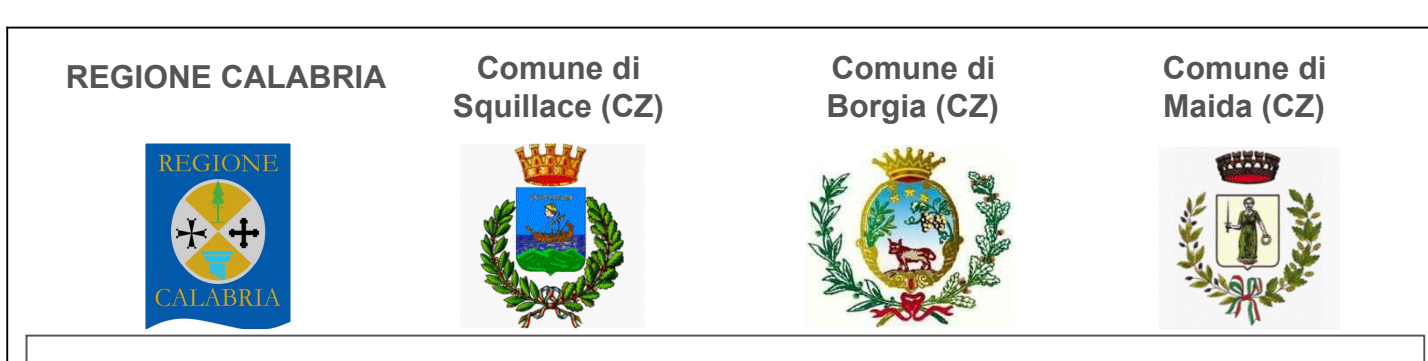 REGIONE CALABRIA
Comune di
Squillace (CZ)
Comune di
Borgia (CZ)
Comune di
Maida (CZ)
REGIONE
CALABRIA